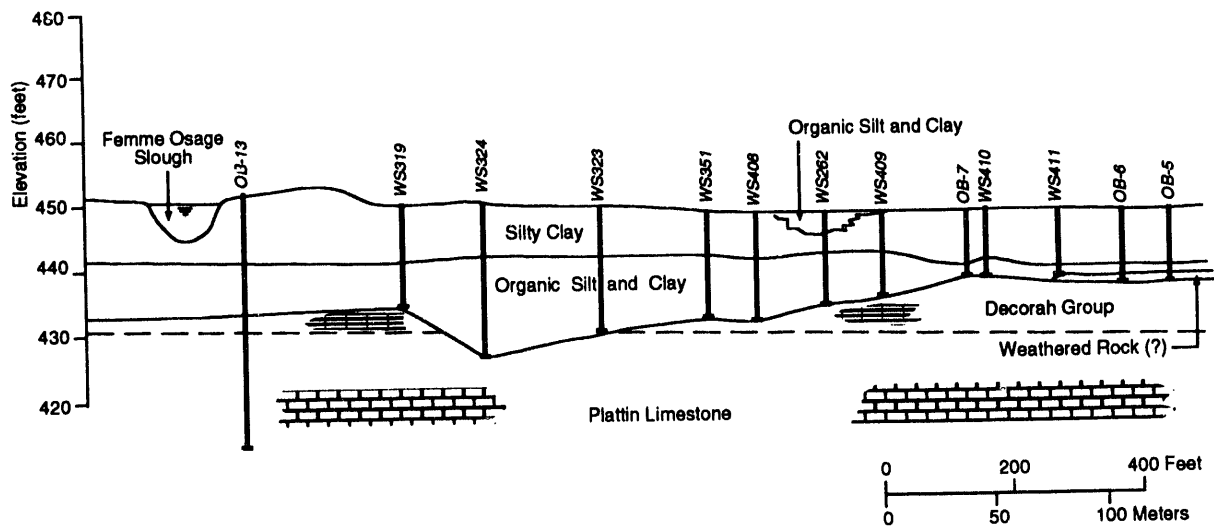 480
470
460
450
440
430
420
Elevation (feet)
Femme Osage
Slough
OB-13
WS319
WS324
WS323
WS351
WS408
WS262
WS409
OB-7
WS410
WS411
OB-6
OB-5
Organic Silt and Clay
Silty Clay
Organic Silt and Clay
Decorah Group
Weathered Rock (?)
Plattin Limestone
0 200 400 Feet
0 50 100 Meters